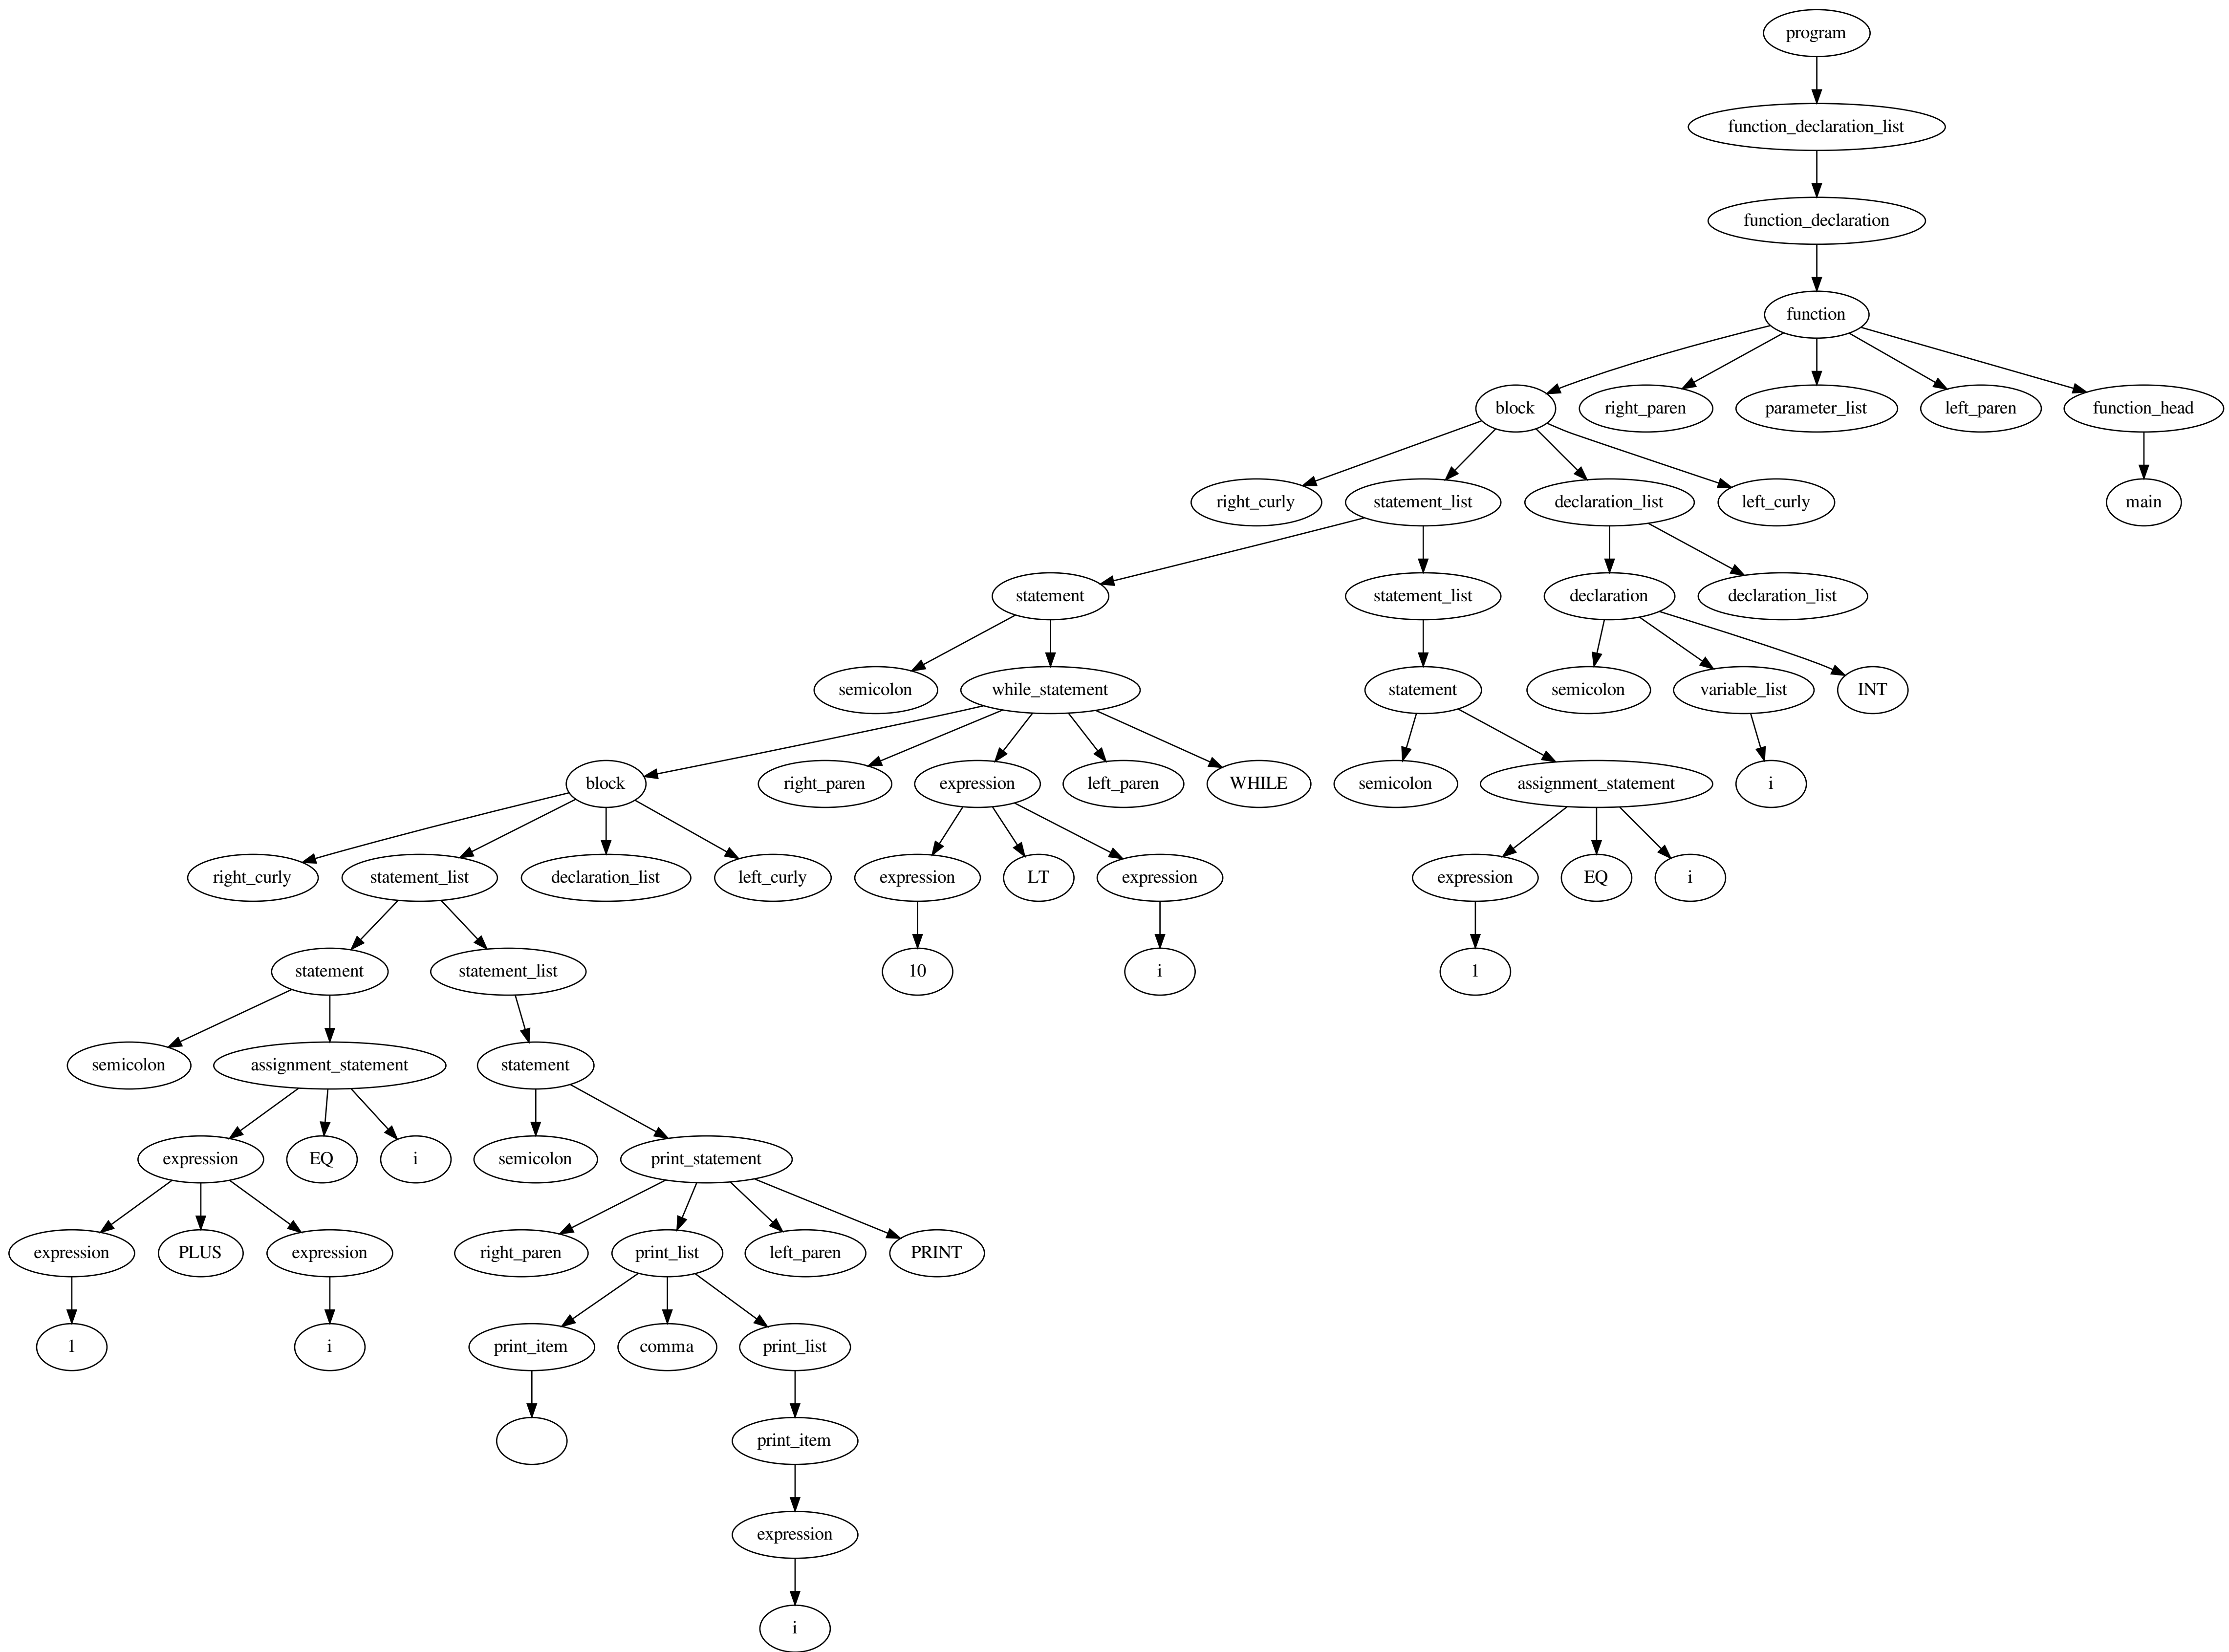 program
function_declaration_list
function_declaration
function
block
right_paren
parameter_list
left_paren
function_head
right_curly
statement_list
declaration_list
left_curly
main
statement
statement_list
declaration
declaration_list
semicolon
while_statement
statement
semicolon
variable_list
INT
block
right_paren
expression
left_paren
WHILE
semicolon
assignment_statement
i
right_curly
statement_list
declaration_list
left_curly
expression
LT
expression
expression
EQ
i
statement
statement_list
10
i
1
semicolon
assignment_statement
statement
expression
EQ
i
semicolon
print_statement
expression
PLUS
expression
right_paren
print_list
left_paren
PRINT
1
i
print_item
comma
print_list
print_item
expression
i